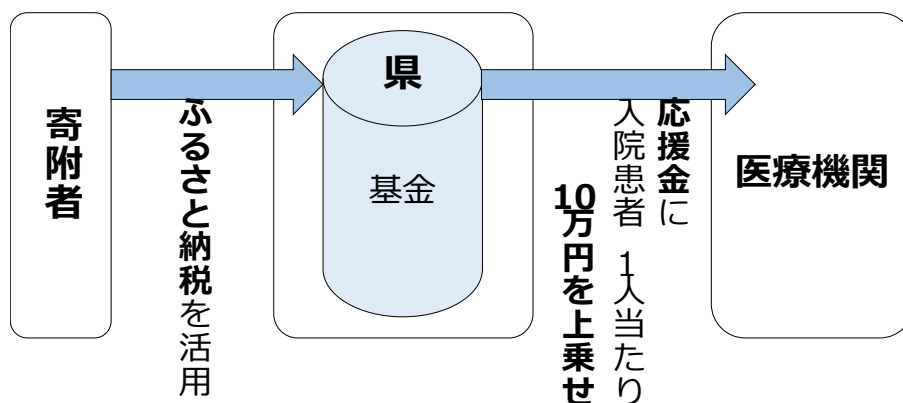 寄附者
ふるさと納税を活用
県
基金
応援金に
入院患者 1人当たり
10万円を上乗せ
医療機関